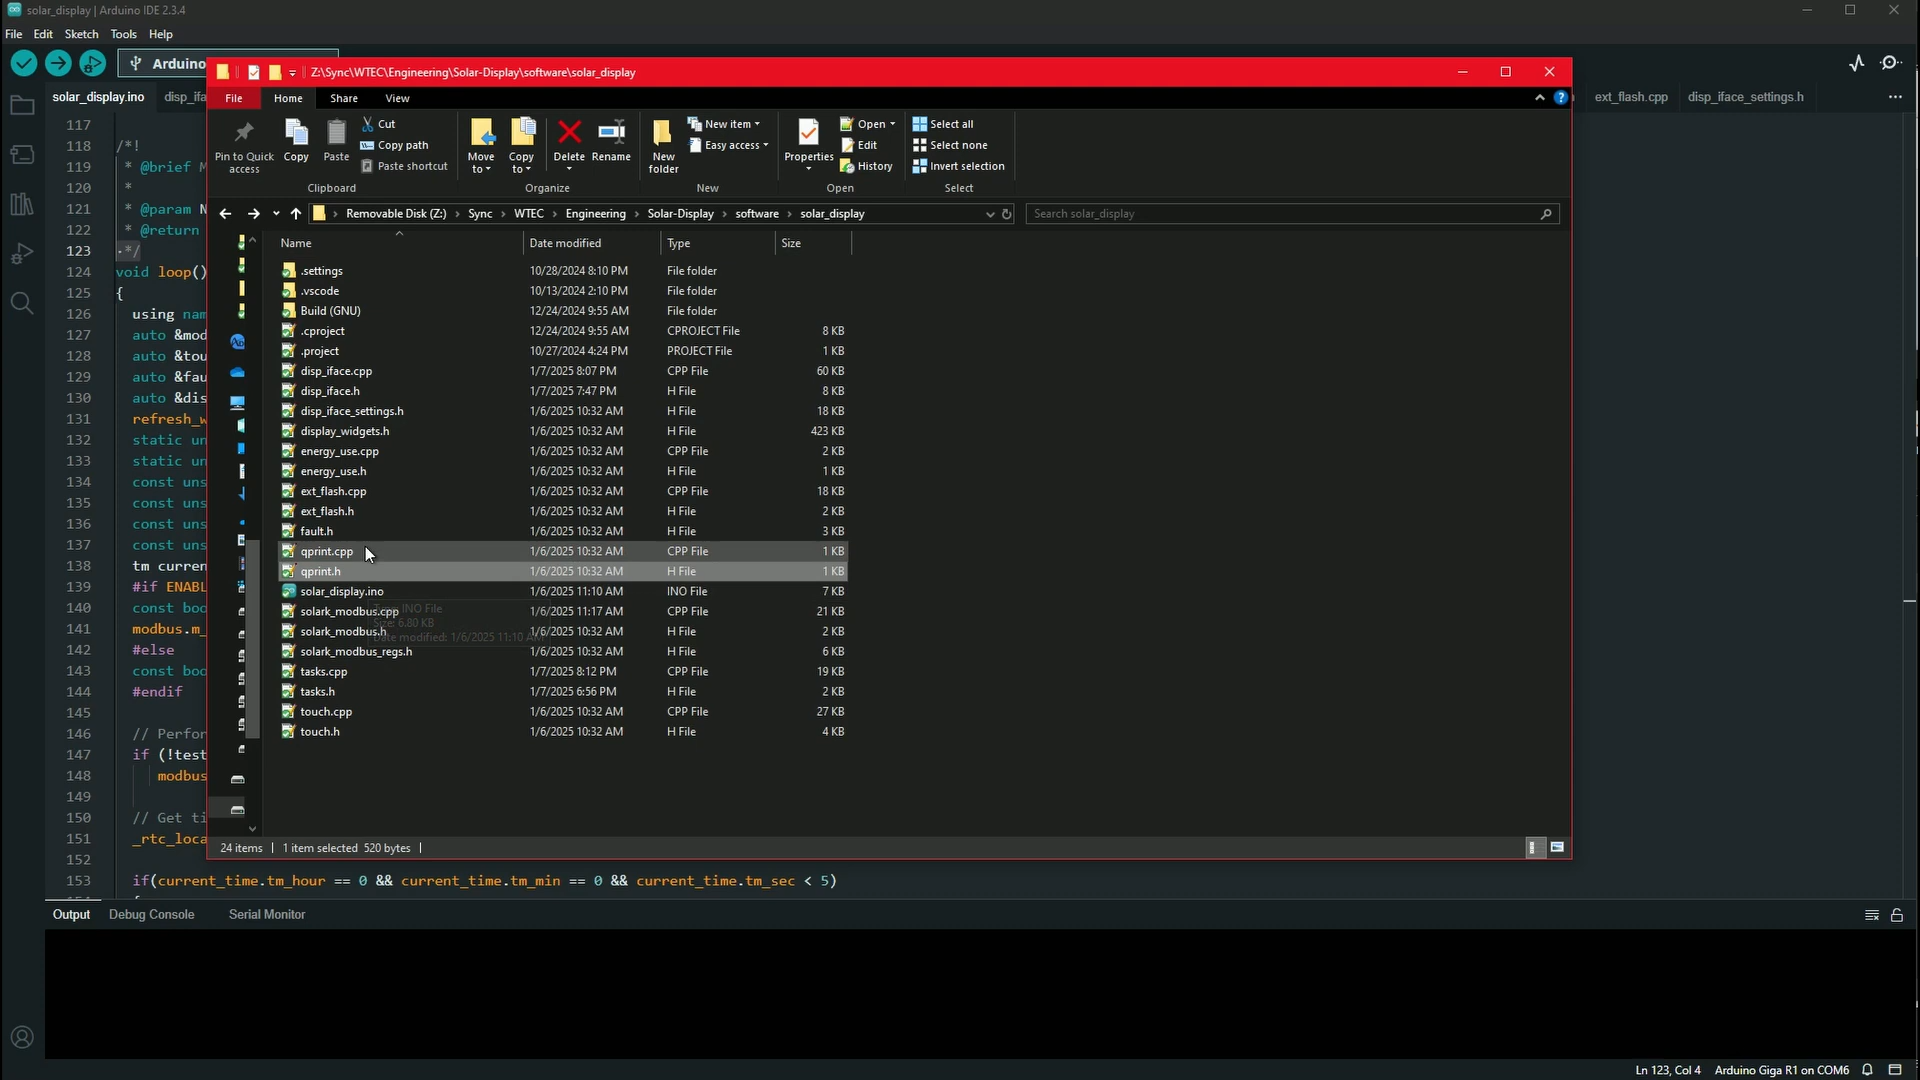 solar_display | Arduino IDE 2.3.4
File Edit Sketch Tools Help
Arduino
Z:\Sync\WTEC\Engineering\Solar-Display\software\solar_display
solar_display.ino disp_ifa
ext_flash.cpp disp_iface_settings.h
File Home Share View
Pin to Quick access
Copy
Paste
Cut
Copy path
Paste shortcut
Clipboard
Move to
Copy to
Delete
Rename
Organize
New folder
New item
Easy access
New
Properties
Open
Edit
History
Open
Select all
Select none
Invert selection
Select
Removable Disk (Z:) > Sync > WTEC > Engineering > Solar-Display > software > solar_display
Search solar_display
Name Date modified Type Size
.settings 10/28/2024 8:10 PM File folder
.vscode 10/13/2024 2:10 PM File folder
Build (GNU) 12/24/2024 9:55 AM File folder
.cproject 12/24/2024 9:55 AM CPROJECT File 8 KB
.project 10/27/2024 4:24 PM PROJECT File 1 KB
disp_iface.cpp 1/7/2025 8:07 PM CPP File 60 KB
disp_iface.h 1/7/2025 7:47 PM H File 8 KB
disp_iface_settings.h 1/6/2025 10:32 AM H File 18 KB
display_widgets.h 1/6/2025 10:32 AM H File 423 KB
energy_use.cpp 1/6/2025 10:32 AM CPP File 2 KB
energy_use.h 1/6/2025 10:32 AM H File 1 KB
ext_flash.cpp 1/6/2025 10:32 AM CPP File 18 KB
ext_flash.h 1/6/2025 10:32 AM H File 2 KB
fault.h 1/6/2025 10:32 AM H File 3 KB
qprint.cpp 1/6/2025 10:32 AM CPP File 1 KB
qprint.h 1/6/2025 10:32 AM H File 1 KB
solar_display.ino 1/6/2025 11:10 AM INO File 7 KB
solark_modbus.cpp 1/6/2025 11:17 AM CPP File 21 KB
solark_modbus.h 1/6/2025 10:32 AM H File 2 KB
solark_modbus_regs.h 1/6/2025 10:32 AM H File 6 KB
tasks.cpp 1/7/2025 8:12 PM CPP File 19 KB
tasks.h 1/7/2025 6:56 PM H File 2 KB
touch.cpp 1/6/2025 10:32 AM CPP File 27 KB
touch.h 1/6/2025 10:32 AM H File 4 KB
INO File
Size: 6.80 KB
Date modified: 1/6/2025 11:10 AM
24 items | 1 item selected 520 bytes |
117
118 /*!
119 * @brief M
120 *
121 * @param N
122 * @return
123 */
124 void loop()
125 {
126 using nam
127 auto &mod
128 auto &tou
129 auto &fau
130 auto &dis
131 refresh_w
132 static un
133 static un
134 const uns
135 const uns
136 const uns
137 const uns
138 tm curren
139 #if ENABL
140 const boo
141 modbus.m_
142 #else
143 const boo
144 #endif
145
146 // Perfor
147 if (!test
148 modbus
149
150 // Get ti
151 _rtc_loca
152
153 if(current_time.tm_hour == 0 && current_time.tm_min == 0 && current_time.tm_sec < 5)
Output Debug Console Serial Monitor
Ln 123, Col 4 Arduino Giga R1 on COM6